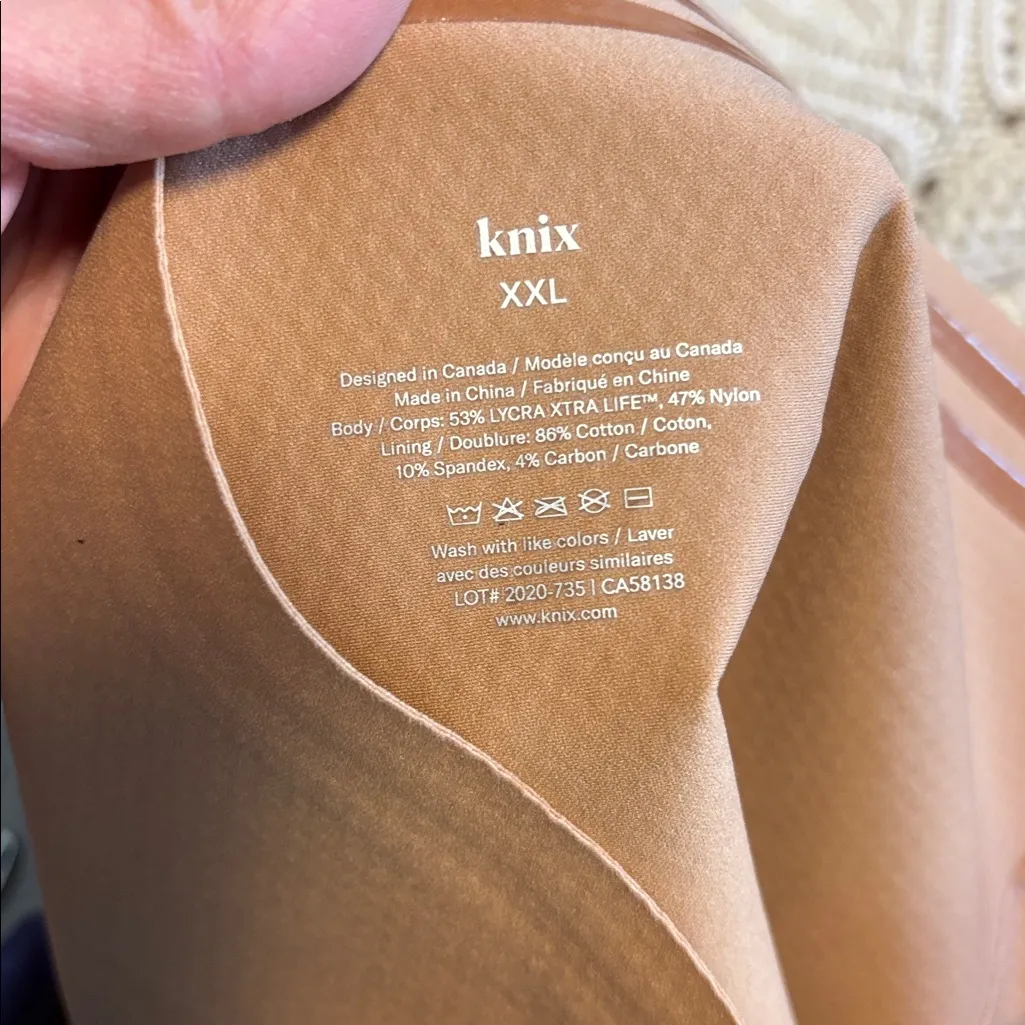 knix
XXL
Designed in Canada / Modèle conçu au Canada
Made in China / Fabriqué en Chine
Body / Corps: 53% LYCRA XTRA LIFE™, 47% Nylon
Lining / Doublure: 86% Cotton / Coton,
10% Spandex, 4% Carbon / Carbone
Wash with like colors / Laver
avec des couleurs similaires
LOT# 2020-735 | CA58138
www.knix.com